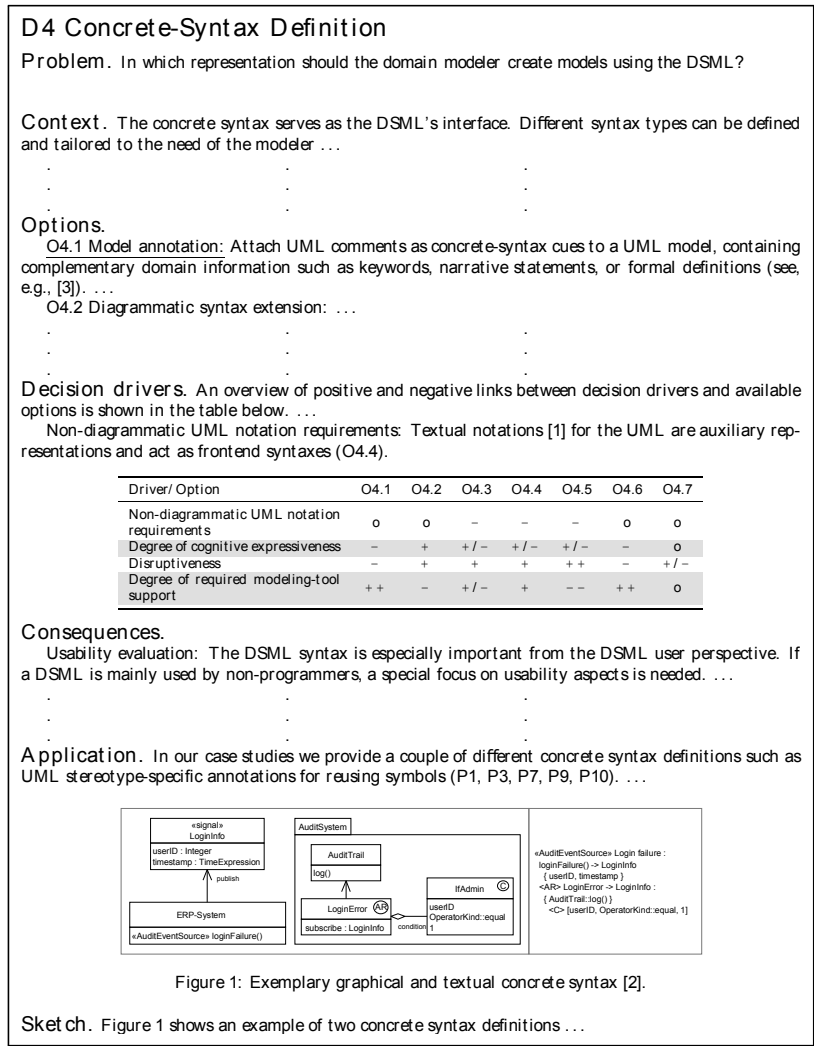 D4 Concrete-Syntax Definition
Problem. In which representation should the domain modeler create models using the DSML?
Context. The concrete syntax serves as the DSML's interface. Different syntax types can be defined
and tailored to the need of the modeler ...
. . .
. . .
. . .
Options.
O4.1 Model annotation: Attach UML comments as concrete-syntax cues to a UML model, containing
complementary domain information such as keywords, narrative statements, or formal definitions (see,
e.g., [3]). ...
O4.2 Diagrammatic syntax extension: ...
. . .
. . .
. . .
Decision drivers. An overview of positive and negative links between decision drivers and available
options is shown in the table below. ...
Non-diagrammatic UML notation requirements: Textual notations [1] for the UML are auxiliary rep-
resentations and act as frontend syntaxes (O4.4).
Driver/Option O4.1 O4.2 O4.3 O4.4 O4.5 O4.6 O4.7
Non-diagrammatic UML notation
requirements o o − − − o o
Degree of cognitive expressiveness − + +/− +/− +/− − o
Disruptiveness − + + + ++ − +/−
Degree of required modeling-tool
support ++ − +/− + −− ++ o
Consequences.
Usability evaluation: The DSML syntax is especially important from the DSML user perspective. If
a DSML is mainly used by non-programmers, a special focus on usability aspects is needed. ...
. . .
. . .
. . .
Application. In our case studies we provide a couple of different concrete syntax definitions such as
UML stereotype-specific annotations for reusing symbols (P1, P3, P7, P9, P10). ...
«signal»
LoginInfo
userID : Integer
timestamp : TimeExpression
publish
ERP-System
«AuditEventSource» loginFailure()
AuditSystem
AuditTrail
log()
LoginError AR
subscribe : LoginInfo
condition
IfAdmin C
userID
OperatorKind::equal
1
«AuditEventSource» Login failure :
loginFailure() -> LoginInfo
{ userID, timestamp }
<AR> LoginError -> LoginInfo :
{ AuditTrail::log() }
<C> [userID, OperatorKind::equal, 1]
Figure 1: Exemplary graphical and textual concrete syntax [2].
Sketch. Figure 1 shows an example of two concrete syntax definitions ...